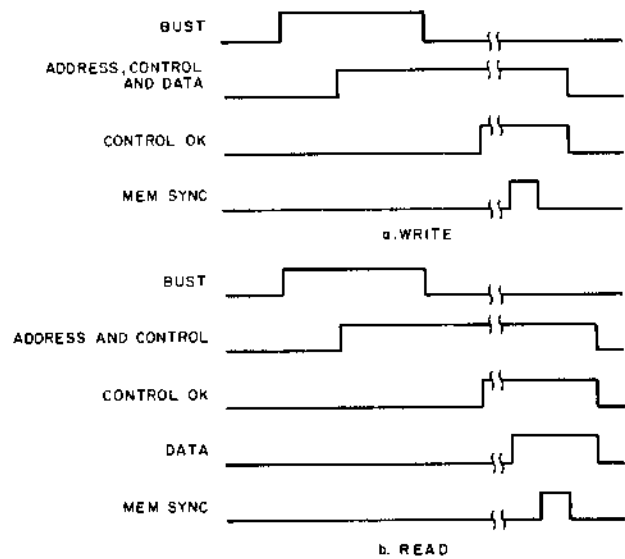 BUST
ADDRESS, CONTROL
AND DATA
CONTROL OK
MEM SYNC
a. WRITE
BUST
ADDRESS AND CONTROL
CONTROL OK
DATA
MEM SYNC
b. READ